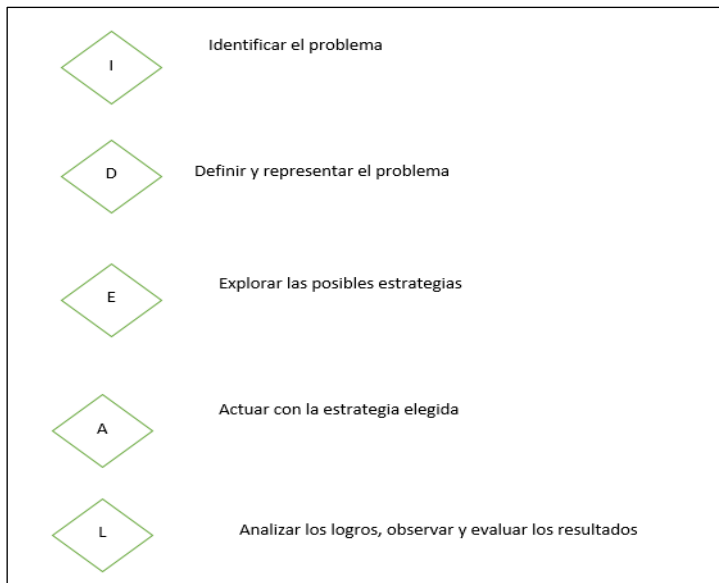 I
Identificar el problema
D
Definir y representar el problema
E
Explorar las posibles estrategias
A
Actuar con la estrategia elegida
L
Analizar los logros, observar y evaluar los resultados